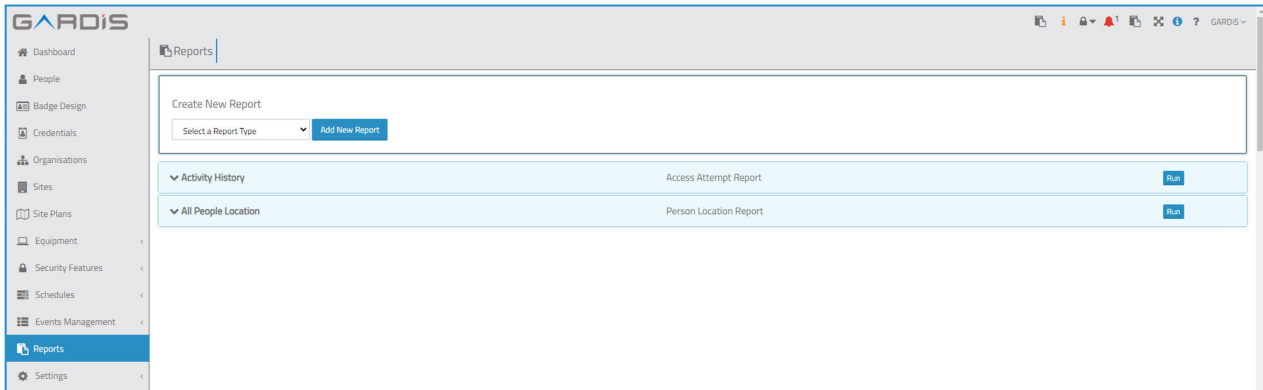 GARDiS
1
?
GARDiS
Dashboard
Reports
People
Badge Design
Create New Report
Credentials
Select a Report Type
Add New Report
Organisations
Activity History
Access Attempt Report
Run
Sites
All People Location
Person Location Report
Run
Site Plans
Equipment
Security Features
Schedules
Events Management
Reports
Settings